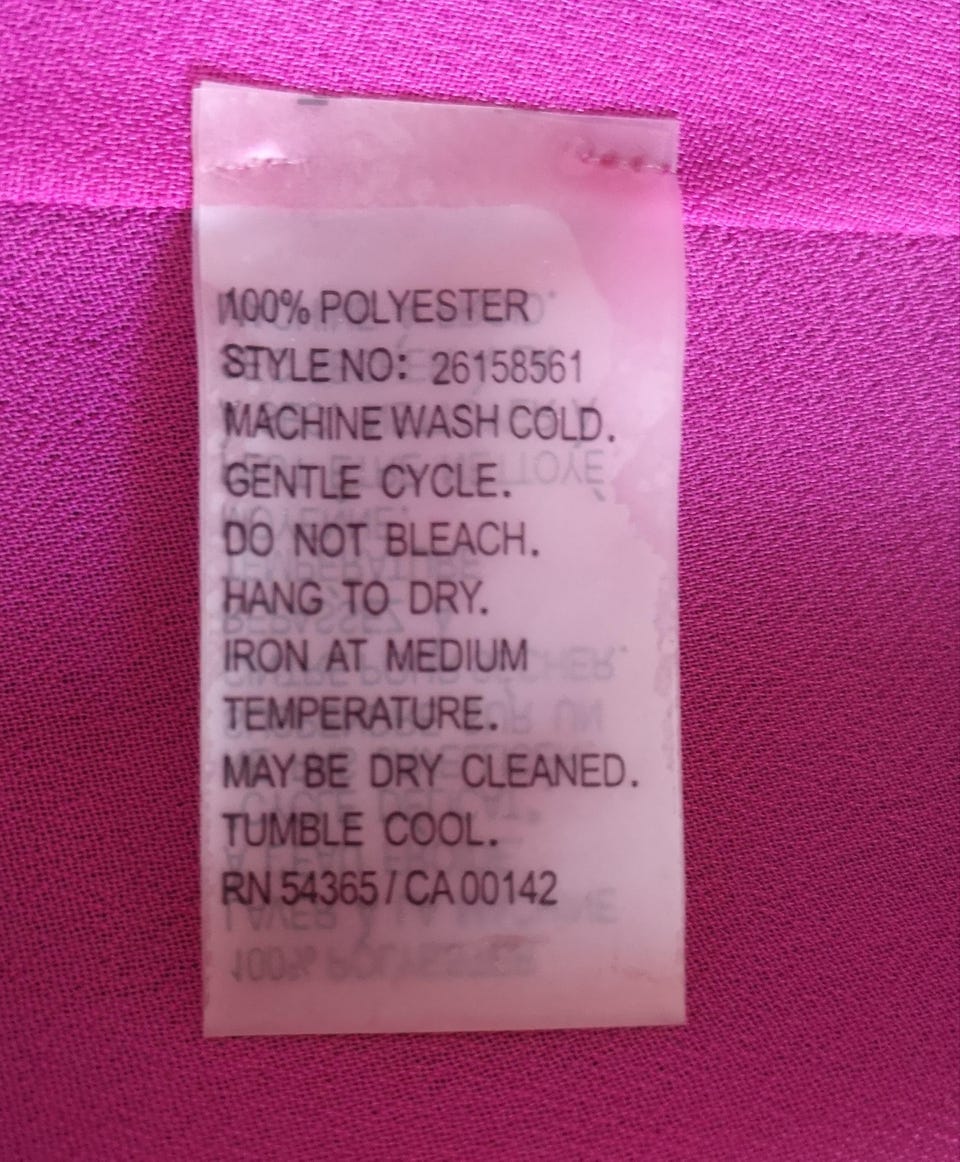 100% POLYESTER
STYLE NO: 26158561
MACHINE WASH COLD.
GENTLE CYCLE.
DO NOT BLEACH.
HANG TO DRY.
IRON AT MEDIUM
TEMPERATURE.
MAY BE DRY CLEANED.
TUMBLE COOL.
RN 54365 / CA 00142